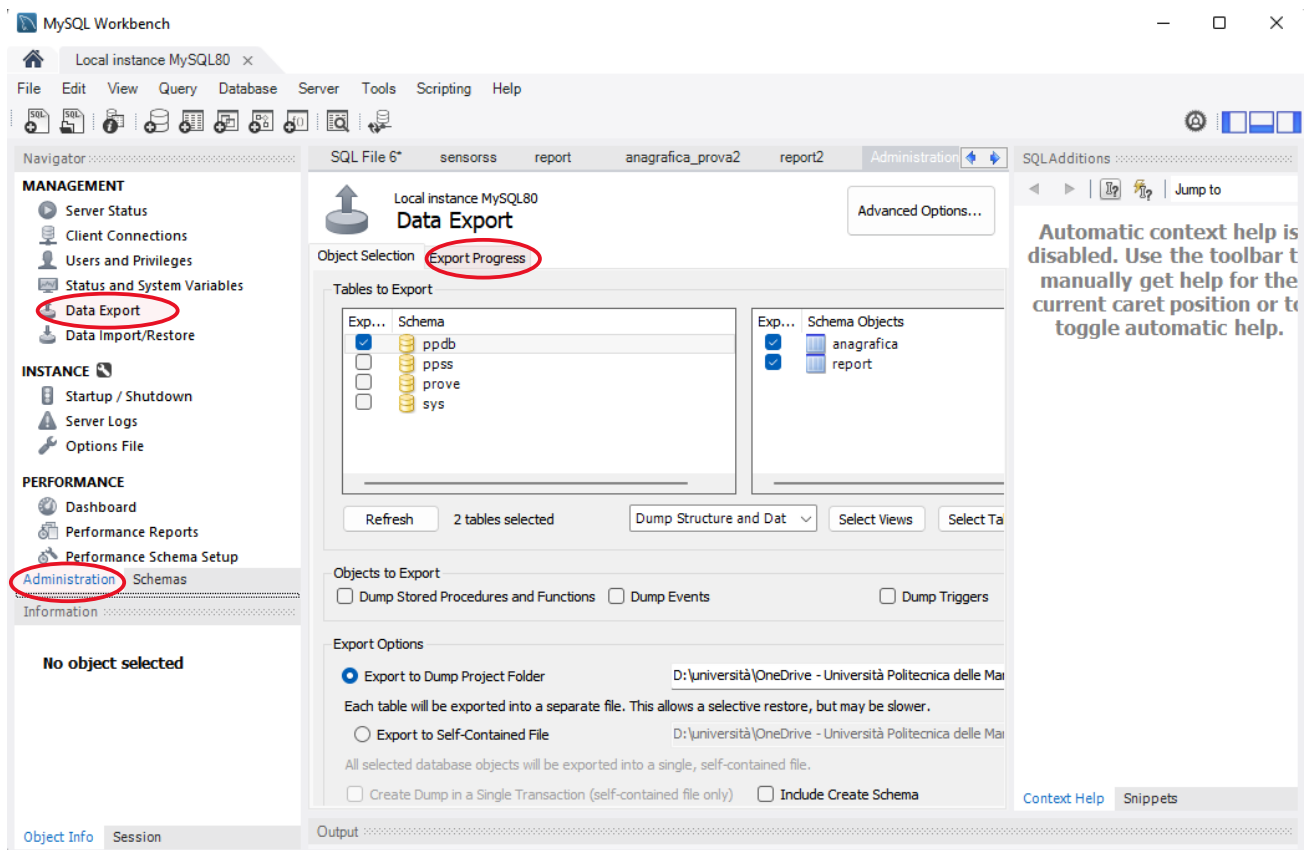 MySQL Workbench
Local instance MySQL80
File Edit View Query Database Server Tools Scripting Help
Navigator
MANAGEMENT
Server Status
Client Connections
Users and Privileges
Status and System Variables
Data Export
Data Import/Restore
INSTANCE
Startup / Shutdown
Server Logs
Options File
PERFORMANCE
Dashboard
Performance Reports
Performance Schema Setup
Administration Schemas
Information
No object selected
Object Info Session
SQL File 6* sensorss report anagrafica_prova2 report2 Administration
Local instance MySQL80
Data Export
Advanced Options...
Object Selection Export Progress
Tables to Export
Exp... Schema
ppdb
ppss
prove
sys
Exp... Schema Objects
anagrafica
report
Refresh 2 tables selected Dump Structure and Dat Select Views Select Ta
Objects to Export
Dump Stored Procedures and Functions Dump Events Dump Triggers
Export Options
Export to Dump Project Folder D:\università\OneDrive - Università Politecnica delle Mar
Each table will be exported into a separate file. This allows a selective restore, but may be slower.
Export to Self-Contained File D:\università\OneDrive - Università Politecnica delle Mar
All selected database objects will be exported into a single, self-contained file.
Create Dump in a Single Transaction (self-contained file only) Include Create Schema
Output
SQLAdditions
Jump to
Automatic context help is
disabled. Use the toolbar t
manually get help for the
current caret position or to
toggle automatic help.
Context Help Snippets